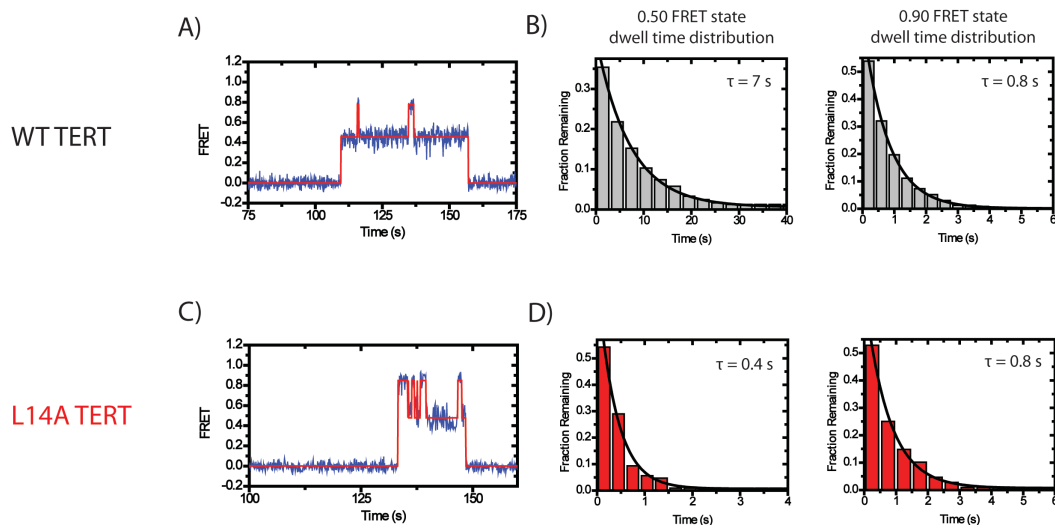 0.50 FRET state
dwell time distribution
0.90 FRET state
dwell time distribution
A)
B)
WT TERT
FRET
1.2
1.0
0.8
0.6
0.4
0.2
0.0
-0.2
75 100 125 150 175
Time (s)
Fraction Remaining
0.3
0.2
0.1
0.0
τ = 7 s
0 10 20 30 40
Time (s)
Fraction Remaining
0.5
0.4
0.3
0.2
0.1
0.0
τ = 0.8 s
0 1 2 3 4 5 6
Time (s)
C)
D)
L14A TERT
FRET
1.2
1.0
0.8
0.6
0.4
0.2
0.0
-0.2
100 125 150
Time (s)
Fraction Remaining
0.5
0.4
0.3
0.2
0.1
0.0
τ = 0.4 s
0 1 2 3 4
Time (s)
Fraction Remaining
0.5
0.4
0.3
0.2
0.1
0.0
τ = 0.8 s
0 1 2 3 4 5 6
Time (s)